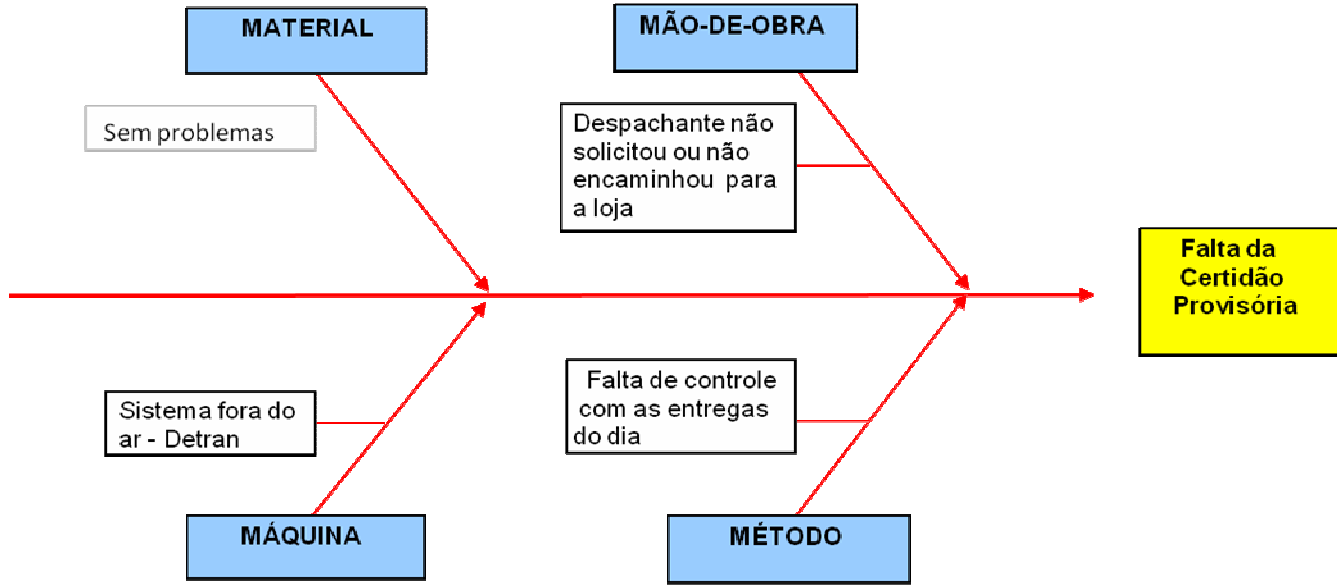 MATERIAL
MÃO-DE-OBRA
Sem problemas
Despachante não
solicitou ou não
encaminhou para
a loja
Falta da
Certidão
Provisória
Sistema fora do
ar - Detran
Falta de controle
com as entregas
do dia
MÁQUINA
MÉTODO